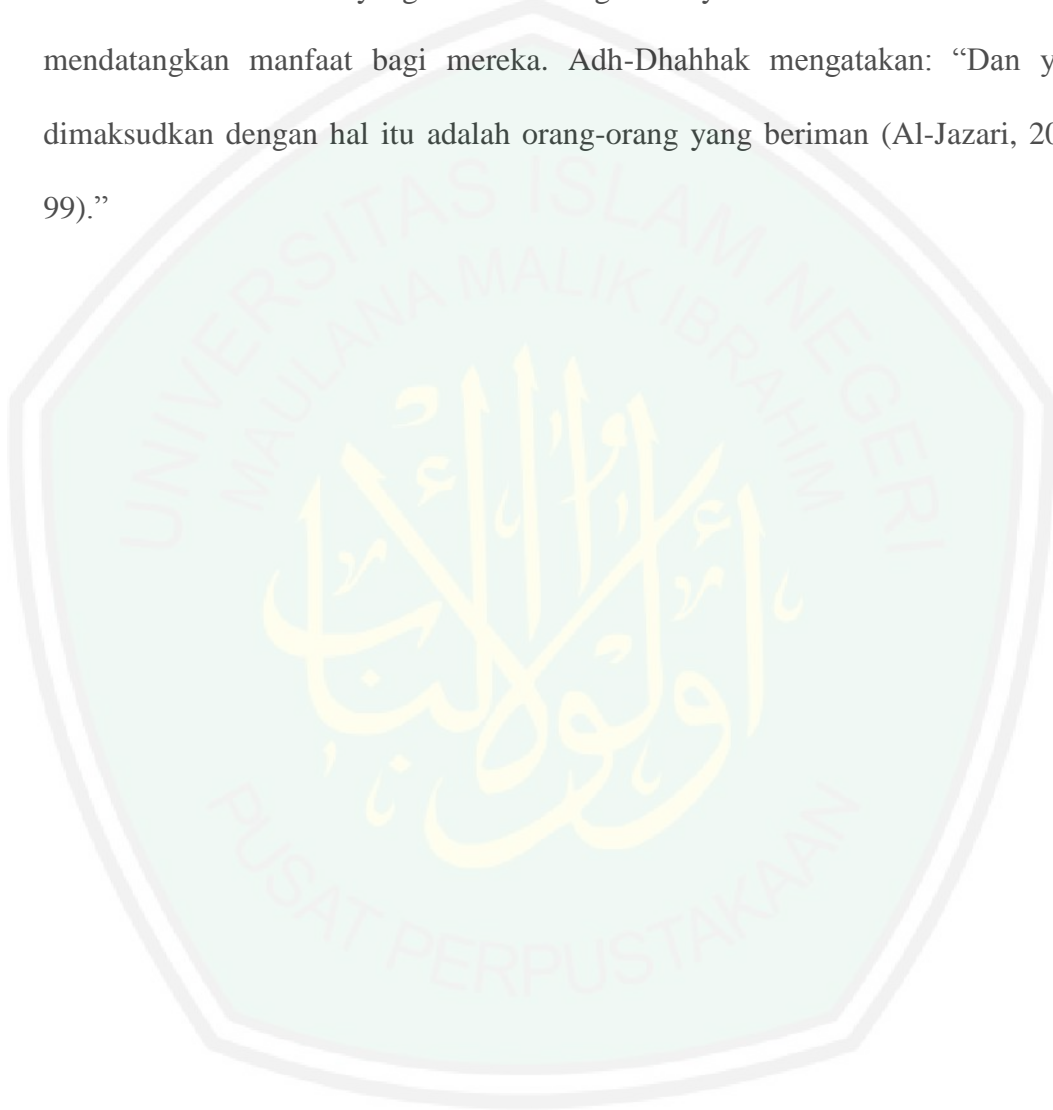 mendatangkan manfaat bagi mereka. Adh-Dhahhak mengatakan: “Dan y
dimaksudkan dengan hal itu adalah orang-orang yang beriman (Al-Jazari, 20
99).”
UNIVERSITAS ISLAM NEGERI
MAULANA MALIK IBRAHIM
PUSAT PERPUSTAKAAN